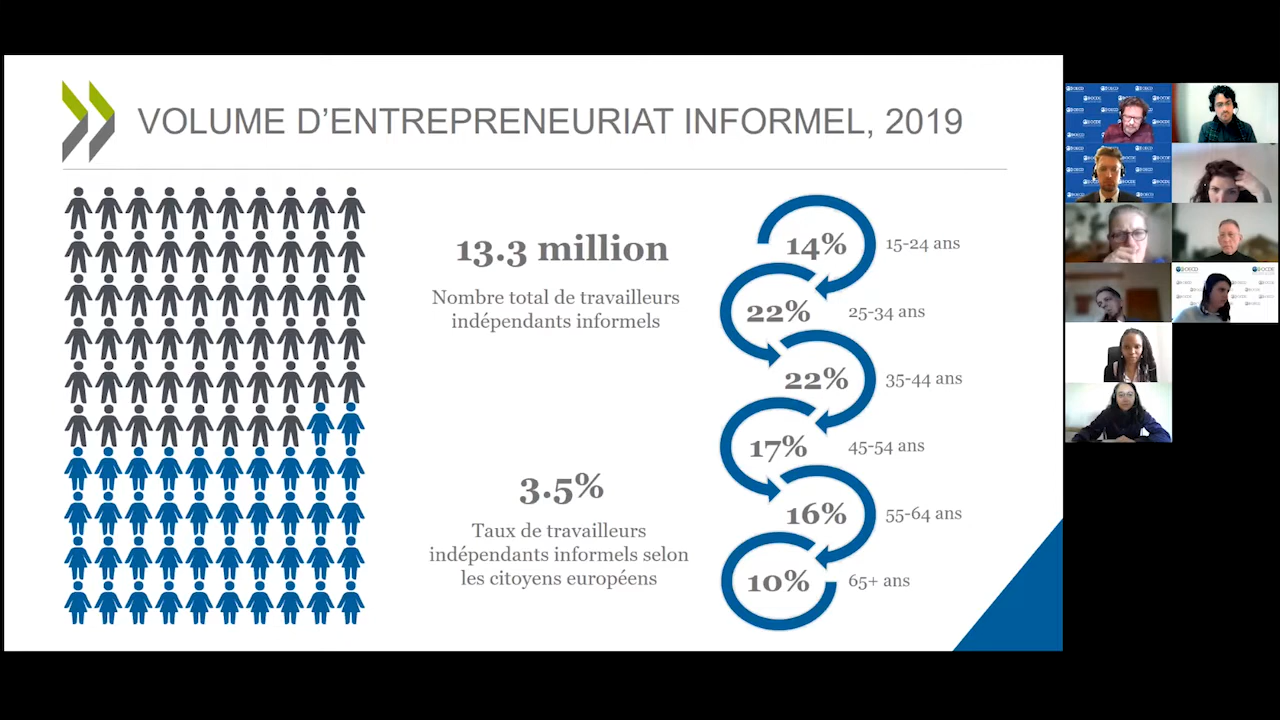 VOLUME D’ENTREPRENEURIAT INFORMEL, 2019
13.3 million
Nombre total de travailleurs
indépendants informels
3.5%
Taux de travailleurs
indépendants informels selon
les citoyens européens
14% 15-24 ans
22% 25-34 ans
22% 35-44 ans
17% 45-54 ans
16% 55-64 ans
10% 65+ ans